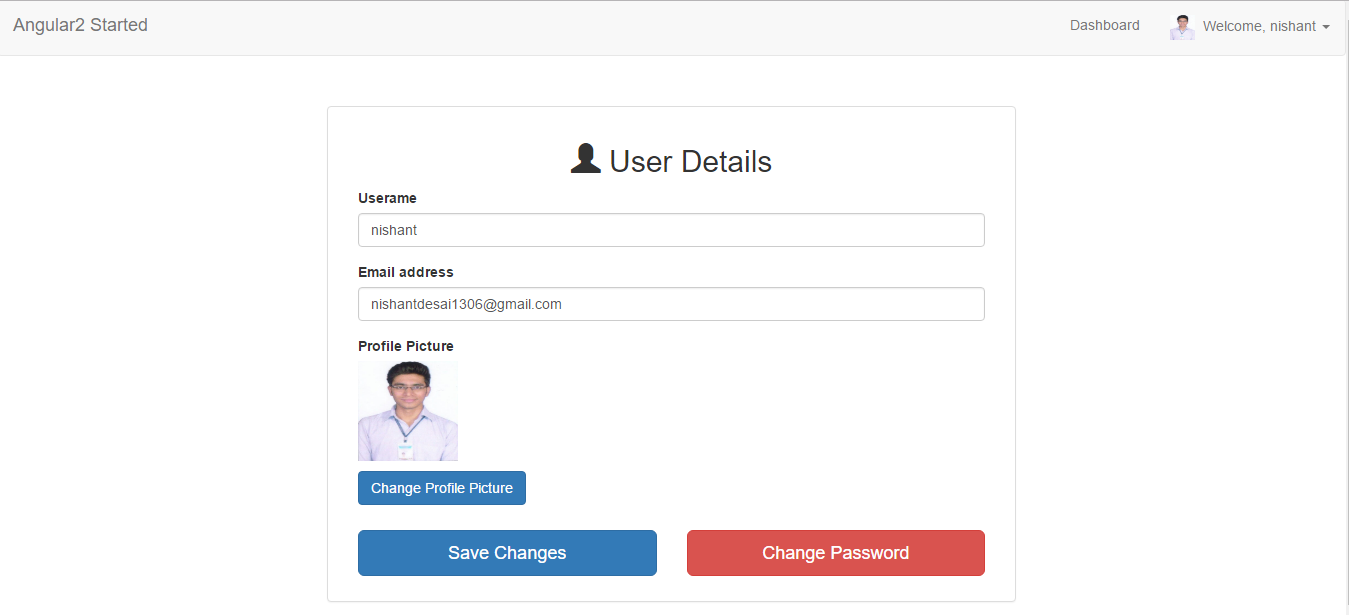 Angular2 Started
Dashboard
Welcome, nishant
User Details
Userame
nishant
Email address
nishantdesai1306@gmail.com
Profile Picture
Change Profile Picture
Save Changes
Change Password